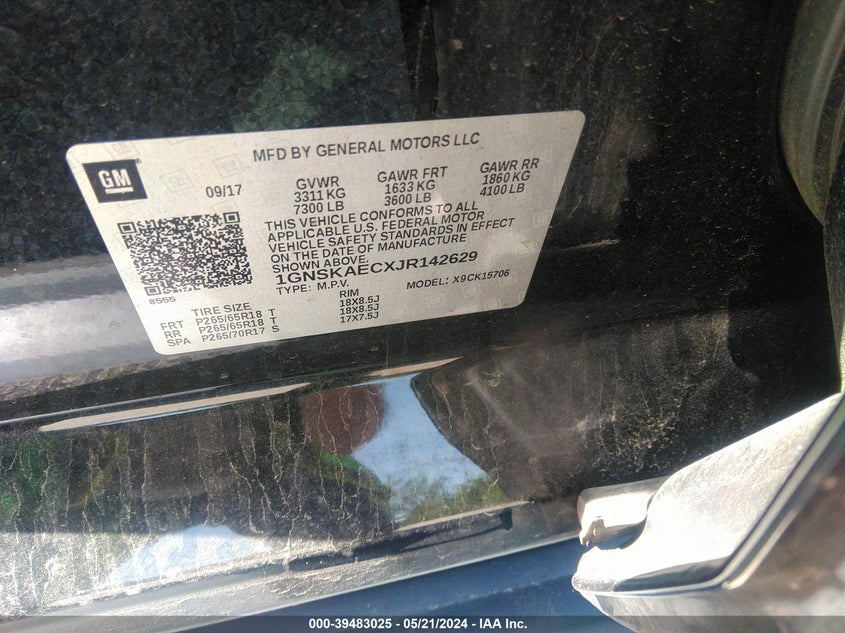 MFD BY GENERAL MOTORS LLC
GM
09/17
GVWR GAWR FRT GAWR RR
3311 KG 1633 KG 1860 KG
7300 LB 3600 LB 4100 LB
THIS VEHICLE CONFORMS TO ALL
APPLICABLE U.S. FEDERAL MOTOR
VEHICLE SAFETY STANDARDS IN EFFECT
ON THE DATE OF MANUFACTURE
SHOWN ABOVE.
1GNSKAECXJR142629
TYPE: M.P.V. MODEL: X9CK15706
8555
TIRE SIZE RIM
FRT P265/65R18 T 18X8.5J
RR P265/65R18 T 18X8.5J
SPA P265/70R17 S 17X7.5J
000-39483025 - 05/21/2024 - IAA Inc.